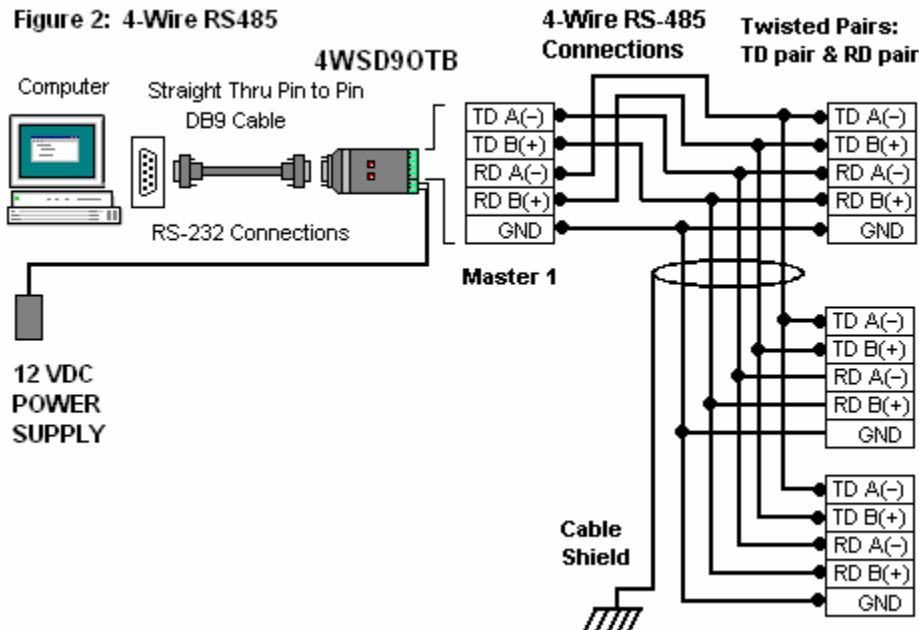 Figure 2: 4-Wire RS485
4WSD9OTB
4-Wire RS-485
Connections
Twisted Pairs:
TD pair & RD pair
Computer
Straight Thru Pin to Pin
DB9 Cable
RS-232 Connections
12 VDC
POWER
SUPPLY
TD A(−)
TD B(+)
RD A(−)
RD B(+)
GND
Master 1
TD A(−)
TD B(+)
RD A(−)
RD B(+)
GND
TD A(−)
TD B(+)
RD A(−)
RD B(+)
GND
TD A(−)
TD B(+)
RD A(−)
RD B(+)
GND
Cable
Shield